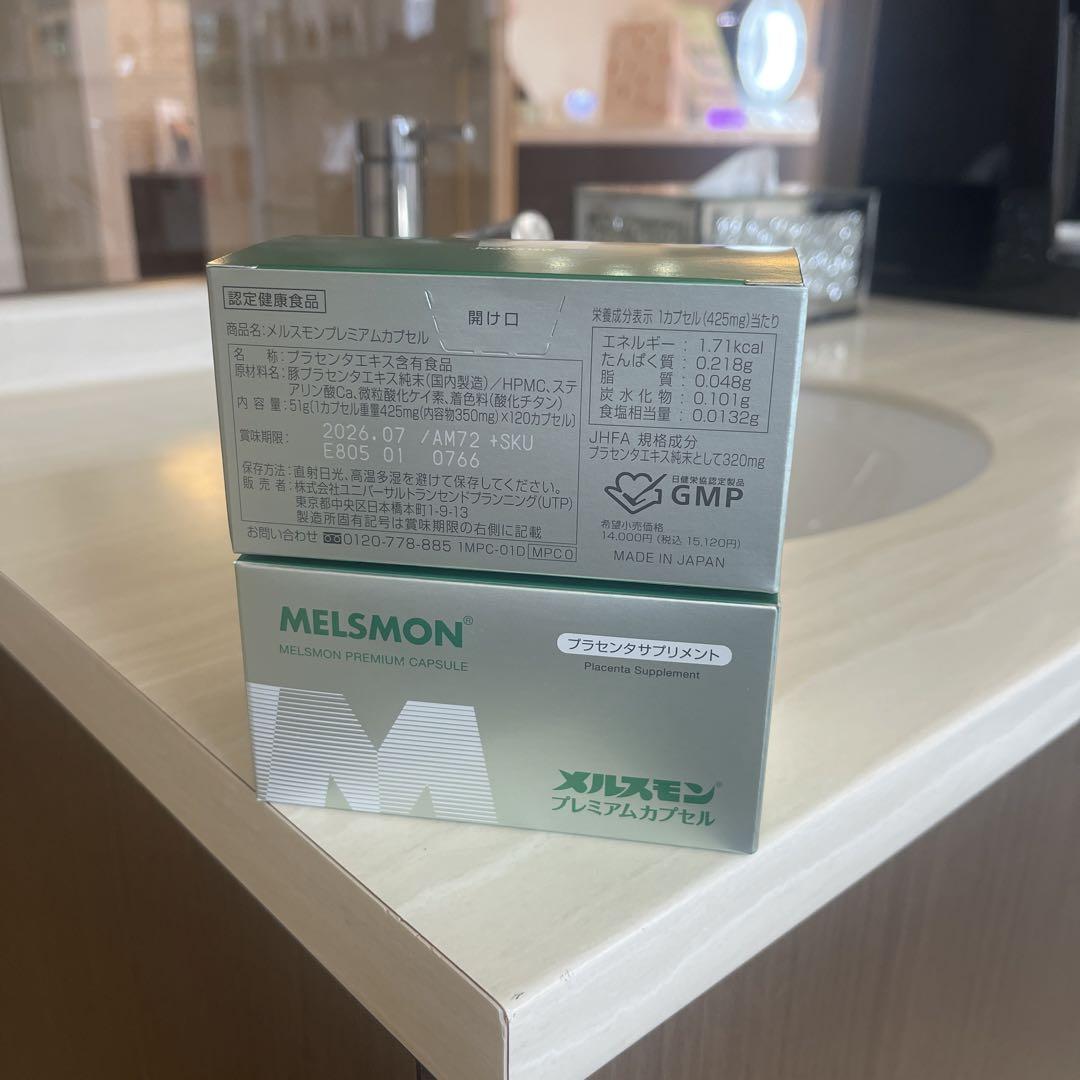 認定健康食品
開け口
商品名:メルスモンプレミアムカプセル
名　称:プラセンタエキス含有食品
原材料名:豚プラセンタエキス純末(国内製造)/HPMC、ステ
アリン酸Ca、微粒酸化ケイ素、着色料(酸化チタン)
内容量:51g(1カプセル重量425mg(内容物350mg)×120カプセル)
賞味期限: 2026.07 /AM72 +SKU
E805 01 0766
保存方法:直射日光、高温多湿を避けて保存してください。
販売者:株式会社ユニバーサルトランセンドプランニング(UTP)
東京都中央区日本橋本町1-9-13
製造所固有記号は賞味期限の右側に記載
お問い合わせ 0120-778-885 1MPC-01D MPC0
栄養成分表示 1カプセル(425mg)当たり
エネルギー : 1.71kcal
たんぱく質 : 0.218g
脂質 : 0.048g
炭水化物 : 0.101g
食塩相当量 : 0.0132g
JHFA 規格成分
プラセンタエキス純末として320mg
日健栄協認定製品
GMP
希望小売価格
14,000円(税込 15,120円)
MADE IN JAPAN
MELSMON®
MELSMON PREMIUM CAPSULE
プラセンタサプリメント
Placenta Supplement
メルスモン®
プレミアムカプセル